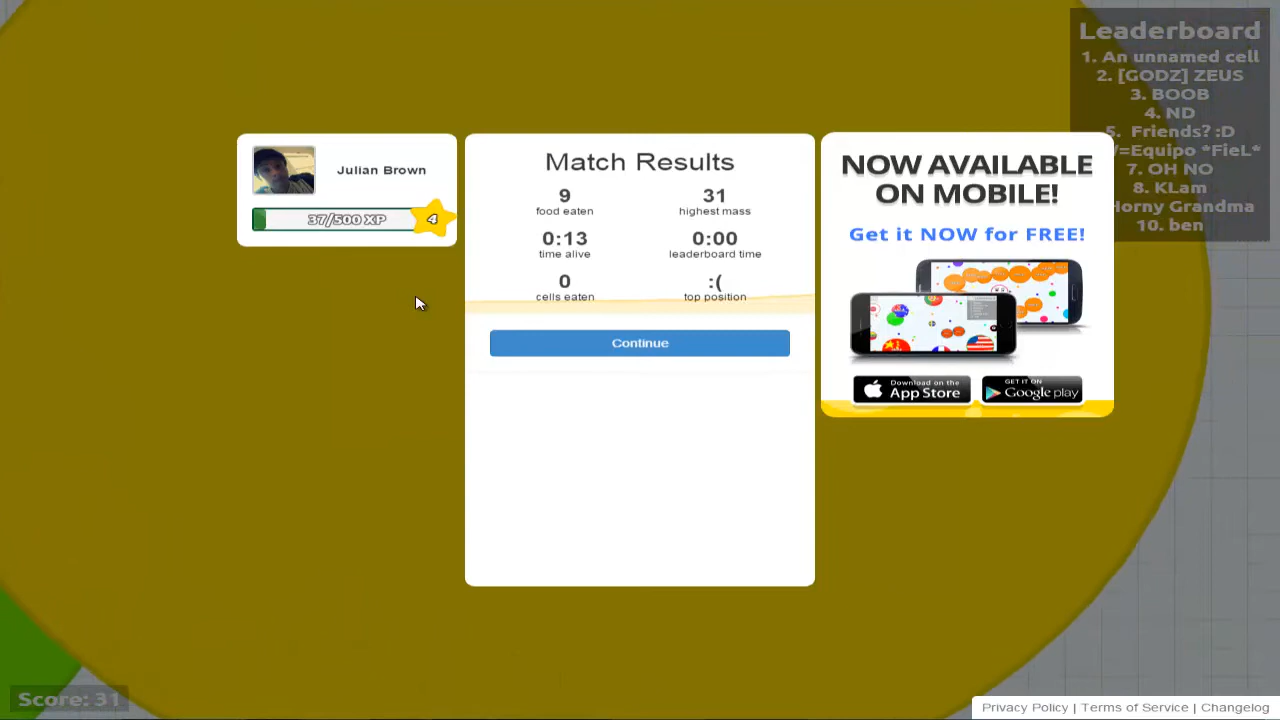 Leaderboard
1. An unnamed cell
2. [GODZ] ZEUS
3. BOOB
4. ND
5. Friends? :D
=Equipo *FieL*
7. OH NO
8. KLam
Horny Grandma
10. ben
Julian Brown
37/500 XP
4
Match Results
9
food eaten
31
highest mass
0:13
time alive
0:00
leaderboard time
0
cells eaten
:(
top position
Continue
NOW AVAILABLE
ON MOBILE!
Get it NOW for FREE!
Download on the
App Store
GET IT ON
Google play
Score: 31
Privacy Policy | Terms of Service | Changelog